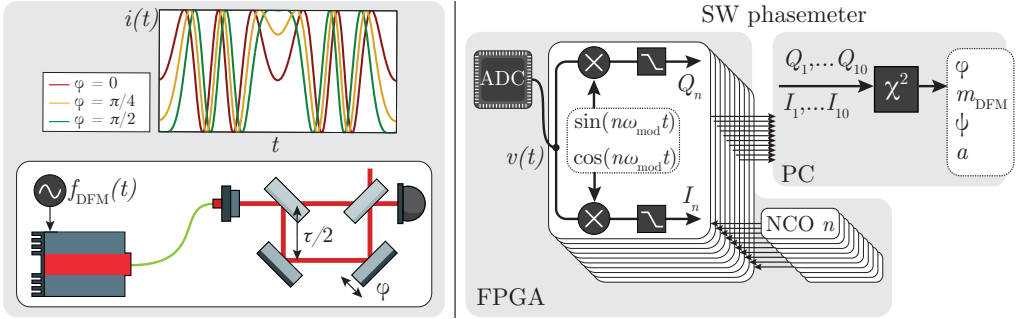 i(t)
φ = 0
φ = π/4
φ = π/2
t
f_DFM(t)
τ/2
φ
SW phasemeter
ADC
v(t)
Q_n
sin(nω_mod t)
cos(nω_mod t)
I_n
FPGA
Q_1,... Q_10
I_1,... I_10
χ²
φ
m_DFM
ψ
a
PC
NCO n